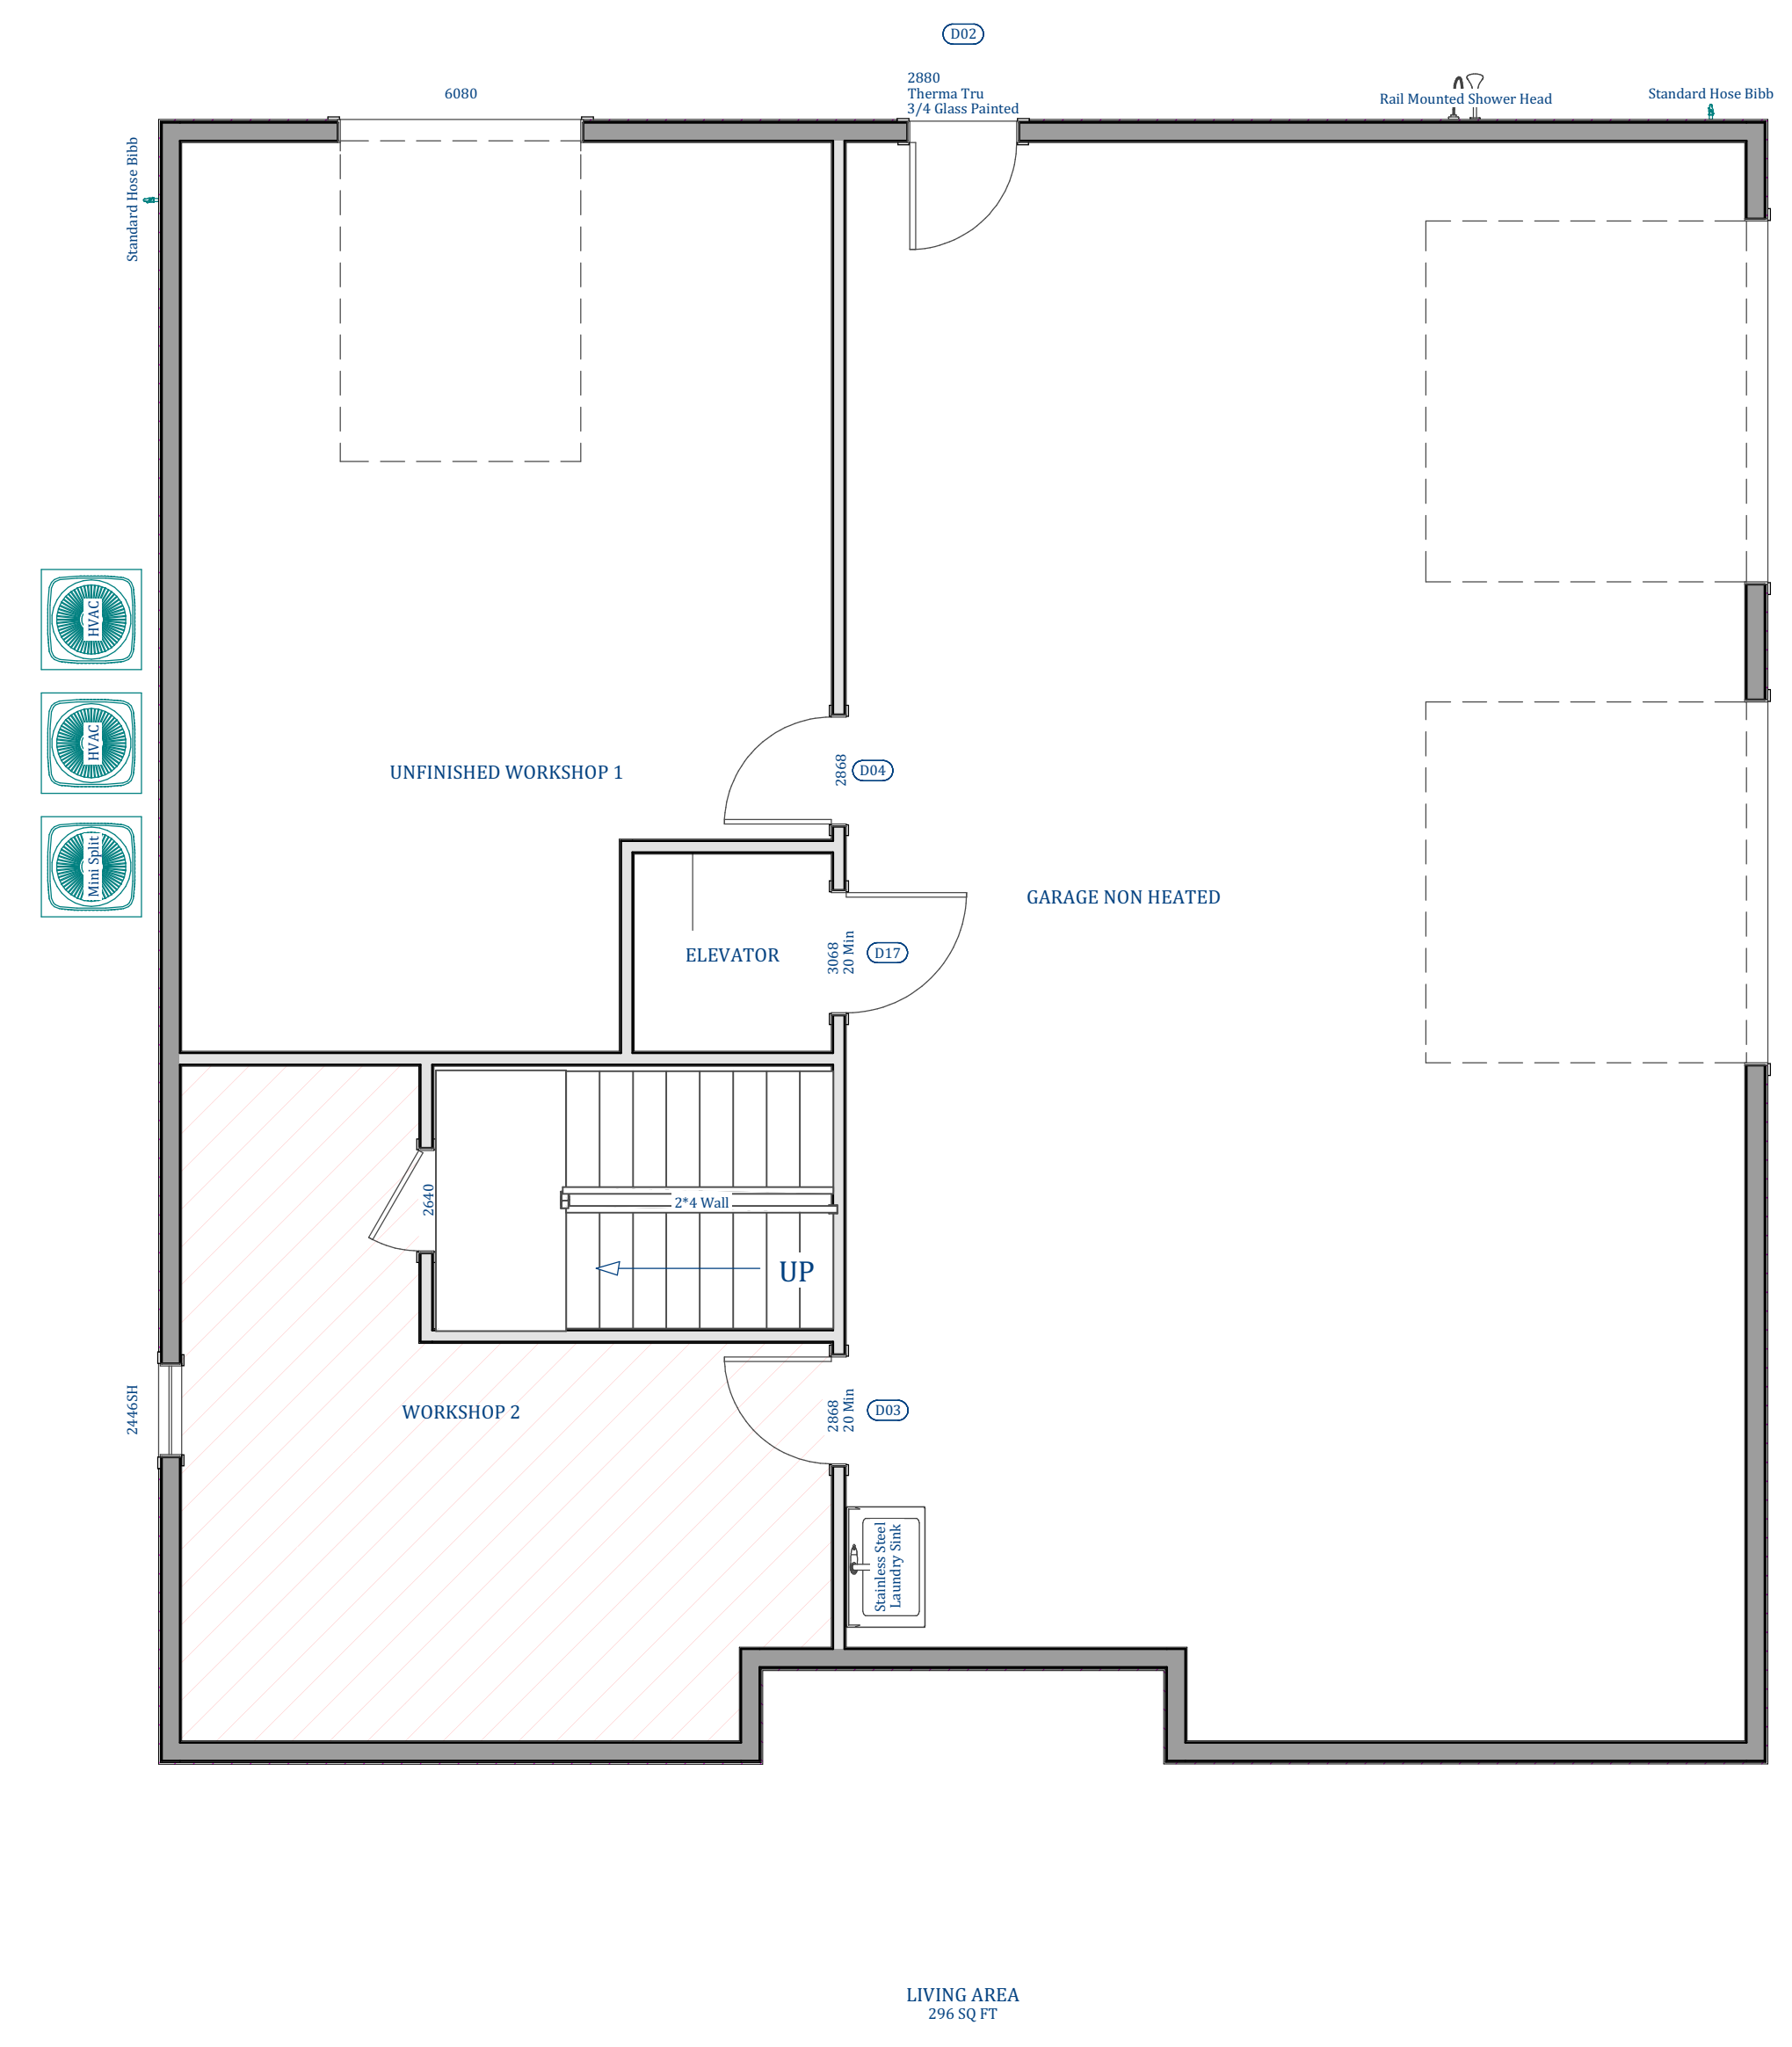 D02
2880
Therma Tru
3/4 Glass Painted
6080
Rail Mounted Shower Head
Standard Hose Bibb
Standard Hose Bibb
HVAC
HVAC
Mini Split
UNFINISHED WORKSHOP 1
2868
D04
GARAGE NON HEATED
ELEVATOR
3068
20 Min
D17
2640
2*4 Wall
UP
2446SH
WORKSHOP 2
2868
20 Min
D03
Stainless Steel
Laundry Sink
LIVING AREA
296 SQ FT